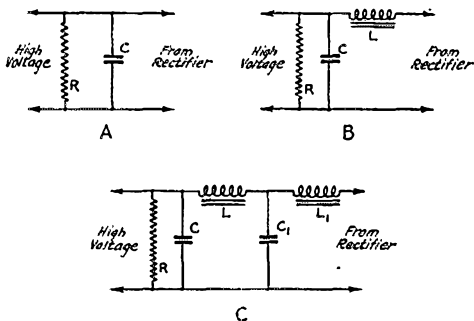 High
Voltage
R
C
From
Rectifier
A
High
Voltage
R
C
L
From
Rectifier
B
High
Voltage
R
C
L
C₁
L₁
From
Rectifier
C